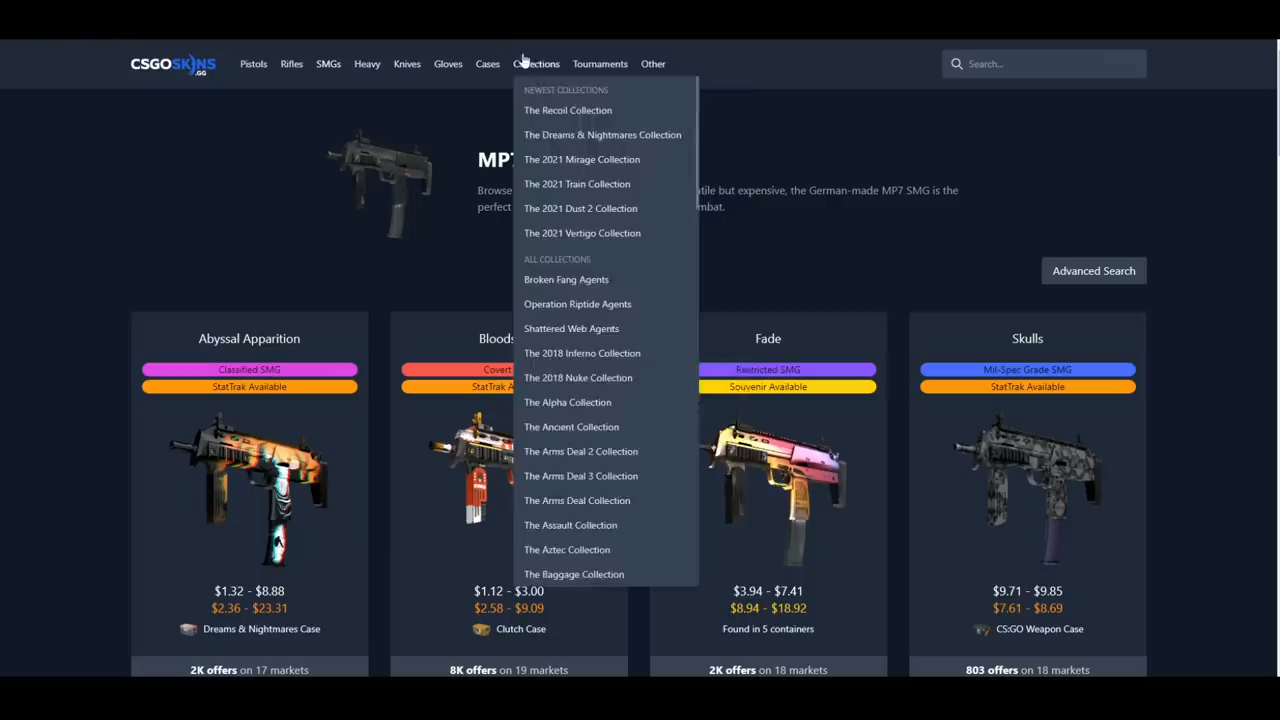 CSGOSKINS.GG
Pistols Rifles SMGs Heavy Knives Gloves Cases Collections Tournaments Other
Search...
NEWEST COLLECTIONS
The Recoil Collection
The Dreams & Nightmares Collection
The 2021 Mirage Collection
The 2021 Train Collection
The 2021 Dust 2 Collection
The 2021 Vertigo Collection
ALL COLLECTIONS
Broken Fang Agents
Operation Riptide Agents
Shattered Web Agents
The 2018 Inferno Collection
The 2018 Nuke Collection
The Alpha Collection
The Ancient Collection
The Arms Deal 2 Collection
The Arms Deal 3 Collection
The Arms Deal Collection
The Assault Collection
The Aztec Collection
The Baggage Collection
MP7
Browse tile but expensive, the German-made MP7 SMG is the
perfect mbat.
Advanced Search
Abyssal Apparition
Classified SMG
StatTrak Available
$1.32 - $8.88
$2.36 - $23.31
Dreams & Nightmares Case
2K offers on 17 markets
Bloods
Covert
StatTrak A
$1.12 - $3.00
$2.58 - $9.09
Clutch Case
8K offers on 19 markets
Fade
Restricted SMG
Souvenir Available
$3.94 - $7.41
$8.94 - $18.92
Found in 5 containers
2K offers on 18 markets
Skulls
Mil-Spec Grade SMG
StatTrak Available
$9.71 - $9.85
$7.61 - $8.69
CS:GO Weapon Case
803 offers on 18 markets